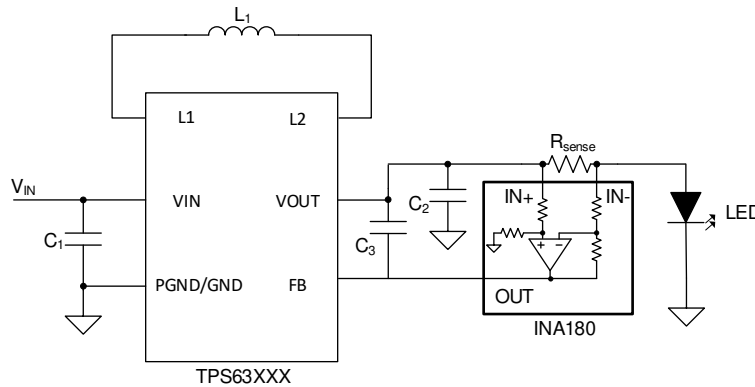 L1
L1
L2
Rsense
VIN
VIN
VOUT
C1
C2
C3
IN+
IN-
LED
+
-
PGND/GND
FB
OUT
INA180
TPS63XXX